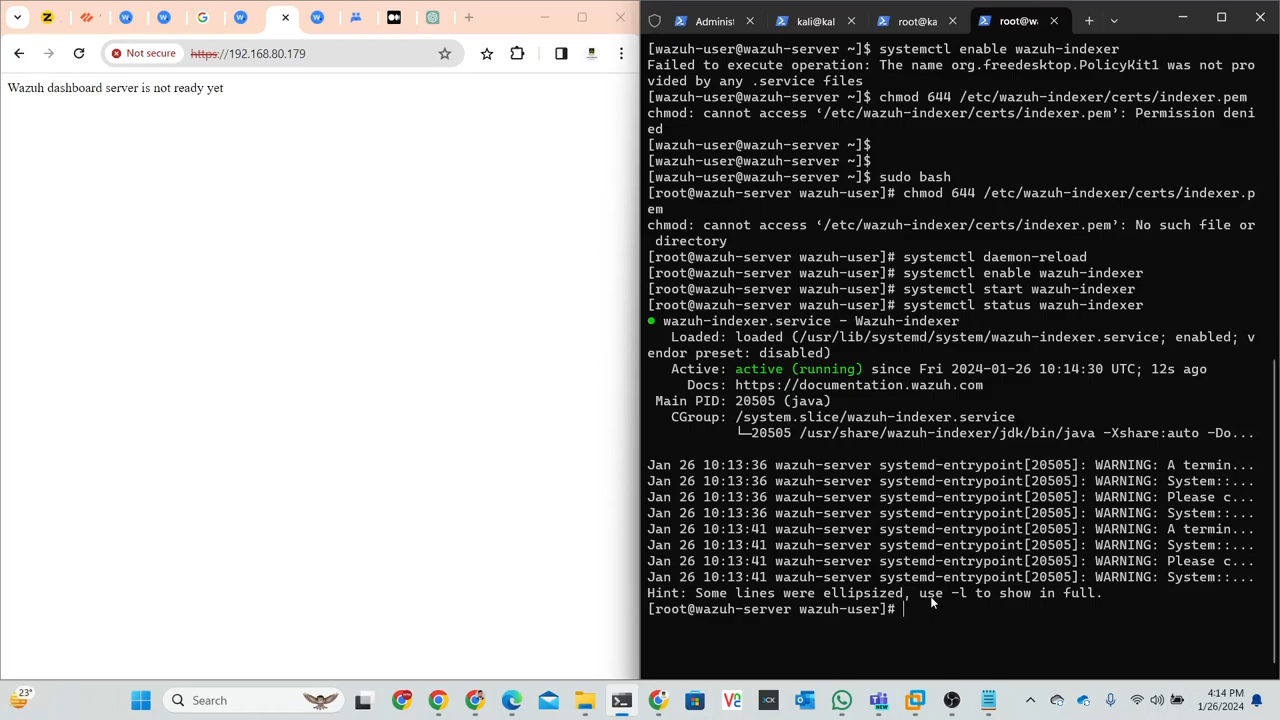 Not secure
https://192.168.80.179
Wazuh dashboard server is not ready yet
Adminis
kali@kal
root@ka
root@wa
[wazuh-user@wazuh-server ~]$ systemctl enable wazuh-indexer
Failed to execute operation: The name org.freedesktop.PolicyKit1 was not pro
vided by any .service files
[wazuh-user@wazuh-server ~]$ chmod 644 /etc/wazuh-indexer/certs/indexer.pem
chmod: cannot access ‘/etc/wazuh-indexer/certs/indexer.pem’: Permission deni
ed
[wazuh-user@wazuh-server ~]$
[wazuh-user@wazuh-server ~]$
[wazuh-user@wazuh-server ~]$ sudo bash
[root@wazuh-server wazuh-user]# chmod 644 /etc/wazuh-indexer/certs/indexer.p
em
chmod: cannot access ‘/etc/wazuh-indexer/certs/indexer.pem’: No such file or
directory
[root@wazuh-server wazuh-user]# systemctl daemon-reload
[root@wazuh-server wazuh-user]# systemctl enable wazuh-indexer
[root@wazuh-server wazuh-user]# systemctl start wazuh-indexer
[root@wazuh-server wazuh-user]# systemctl status wazuh-indexer
● wazuh-indexer.service - Wazuh-indexer
Loaded: loaded (/usr/lib/systemd/system/wazuh-indexer.service; enabled; v
endor preset: disabled)
Active: active (running) since Fri 2024-01-26 10:14:30 UTC; 12s ago
Docs: https://documentation.wazuh.com
Main PID: 20505 (java)
CGroup: /system.slice/wazuh-indexer.service
└─20505 /usr/share/wazuh-indexer/jdk/bin/java -Xshare:auto -Do...
Jan 26 10:13:36 wazuh-server systemd-entrypoint[20505]: WARNING: A termin...
Jan 26 10:13:36 wazuh-server systemd-entrypoint[20505]: WARNING: System::...
Jan 26 10:13:36 wazuh-server systemd-entrypoint[20505]: WARNING: Please c...
Jan 26 10:13:36 wazuh-server systemd-entrypoint[20505]: WARNING: System::...
Jan 26 10:13:41 wazuh-server systemd-entrypoint[20505]: WARNING: A termin...
Jan 26 10:13:41 wazuh-server systemd-entrypoint[20505]: WARNING: System::...
Jan 26 10:13:41 wazuh-server systemd-entrypoint[20505]: WARNING: Please c...
Jan 26 10:13:41 wazuh-server systemd-entrypoint[20505]: WARNING: System::...
Hint: Some lines were ellipsized, use -l to show in full.
[root@wazuh-server wazuh-user]#
23°
Search
4:14 PM
1/26/2024